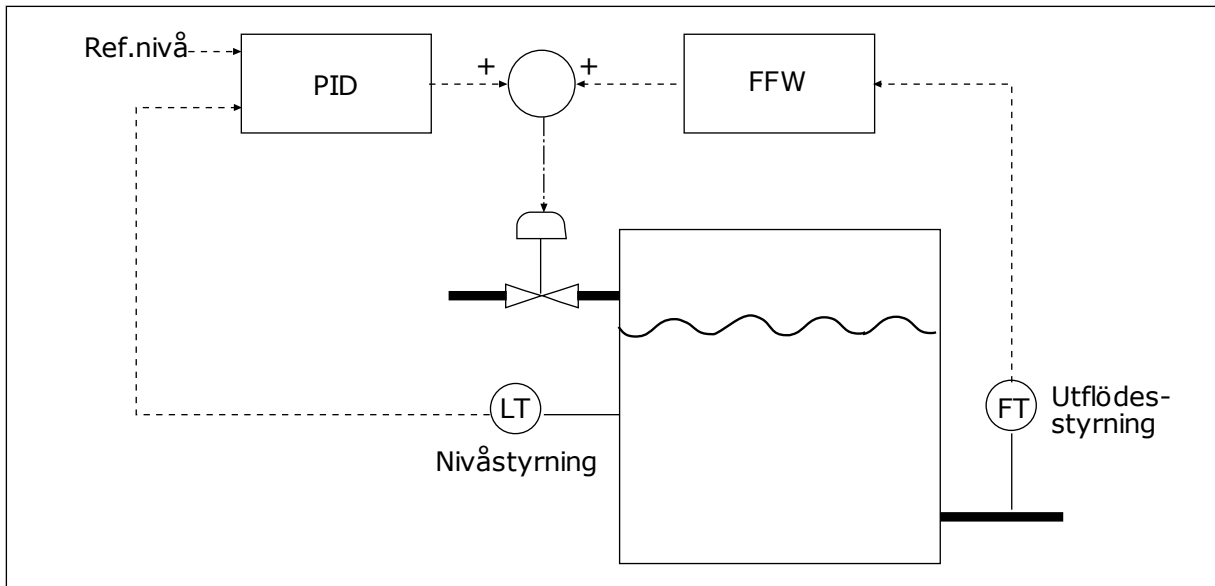 Ref.nivå
PID
+
+
FFW
LT
Nivåstyrning
FT
Utflödes-
styrning